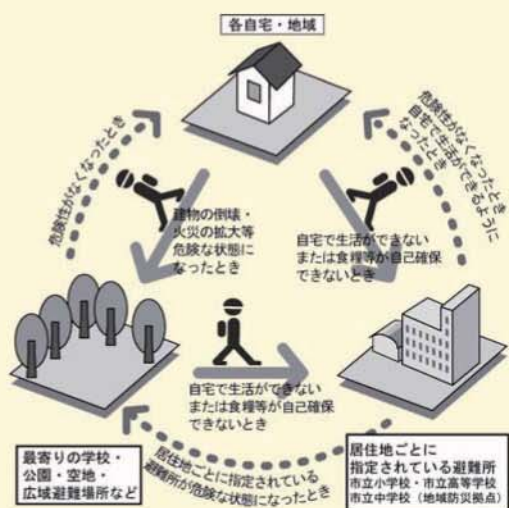 各自宅・地域
危険性がなくなったとき
建物の倒壊・
火災の拡大等
危険な状態に
なったとき
危険性がなくなったとき
自宅で生活ができるように
なったとき
自宅で生活ができない
または食糧等が自己確保
できないとき
自宅で生活ができない
または食糧等が自己確保
できないとき
居住地ごとに指定されている
避難所が危険な状態になったとき
最寄りの学校・
公園・空地・
広域避難場所など
居住地ごとに
指定されている避難所
市立小学校・市立高等学校
市立中学校（地域防災拠点）